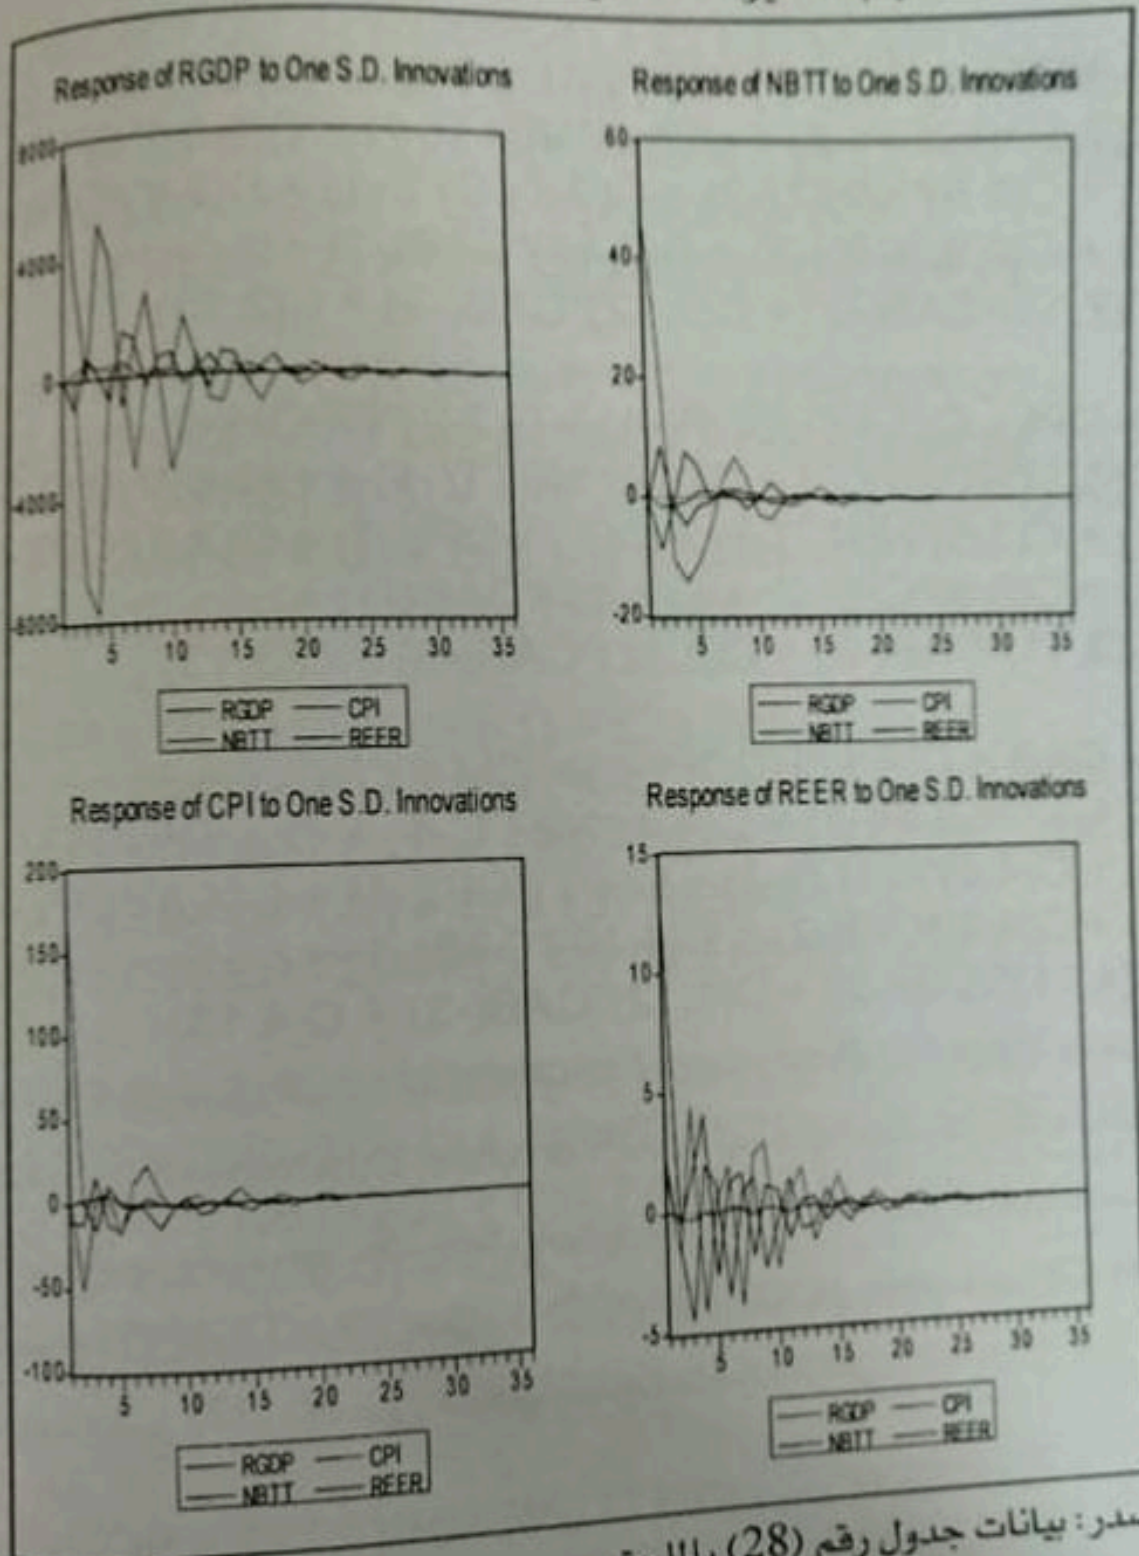 Response of RGDP to One S.D. Innovations
8000
4000
0
-4000
-8000
5 10 15 20 25 30 35
RGDP CPI
NBTT REER
Response of NBTT to One S.D. Innovations
60
40
20
0
-20
5 10 15 20 25 30 35
RGDP CPI
NBTT REER
Response of CPI to One S.D. Innovations
200
150
100
50
0
-50
-100
5 10 15 20 25 30 35
RGDP CPI
NBTT REER
Response of REER to One S.D. Innovations
15
10
5
0
-5
5 10 15 20 25 30 35
RGDP CPI
NBTT REER
در: بيانات جدول رقم (28)